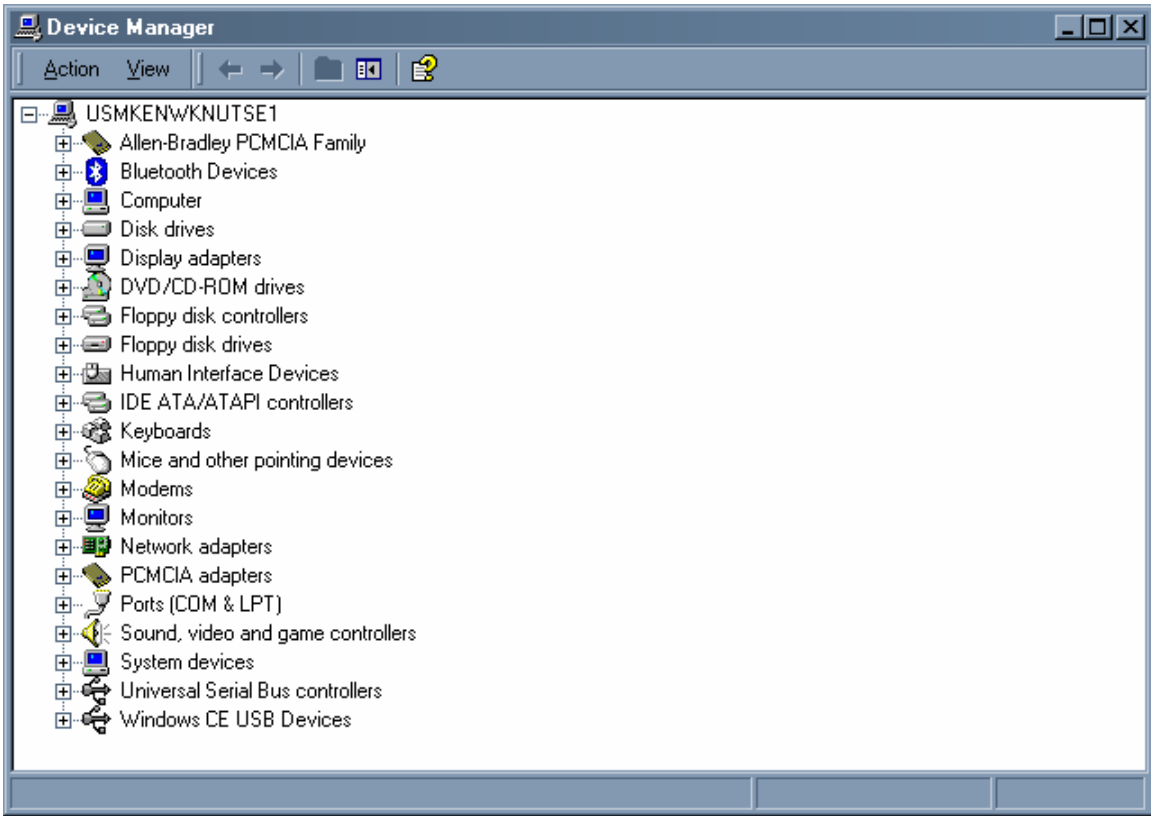 Device Manager
Action View
USMKENWKNUTSE1
Allen-Bradley PCMCIA Family
Bluetooth Devices
Computer
Disk drives
Display adapters
DVD/CD-ROM drives
Floppy disk controllers
Floppy disk drives
Human Interface Devices
IDE ATA/ATAPI controllers
Keyboards
Mice and other pointing devices
Modems
Monitors
Network adapters
PCMCIA adapters
Ports (COM & LPT)
Sound, video and game controllers
System devices
Universal Serial Bus controllers
Windows CE USB Devices